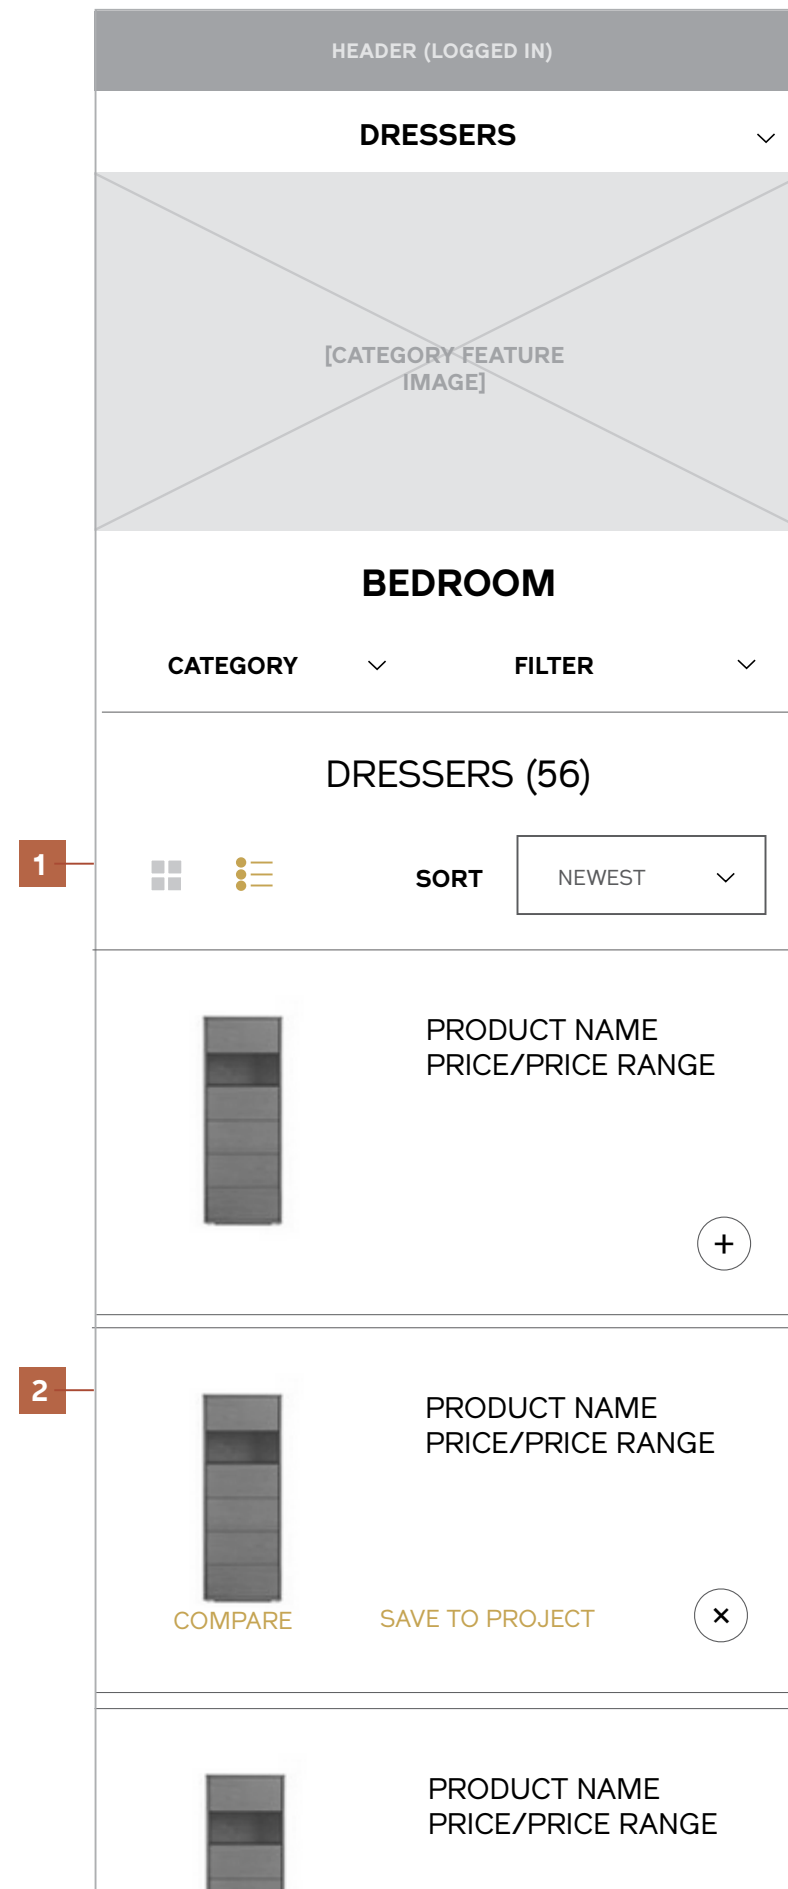 HEADER (LOGGED IN)
DRESSERS
[CATEGORY FEATURE
IMAGE]
BEDROOM
CATEGORY
FILTER
DRESSERS (56)
1
SORT
NEWEST
PRODUCT NAME
PRICE/PRICE RANGE
2
PRODUCT NAME
PRICE/PRICE RANGE
COMPARE
SAVE TO PROJECT
PRODUCT NAME
PRICE/PRICE RANGE